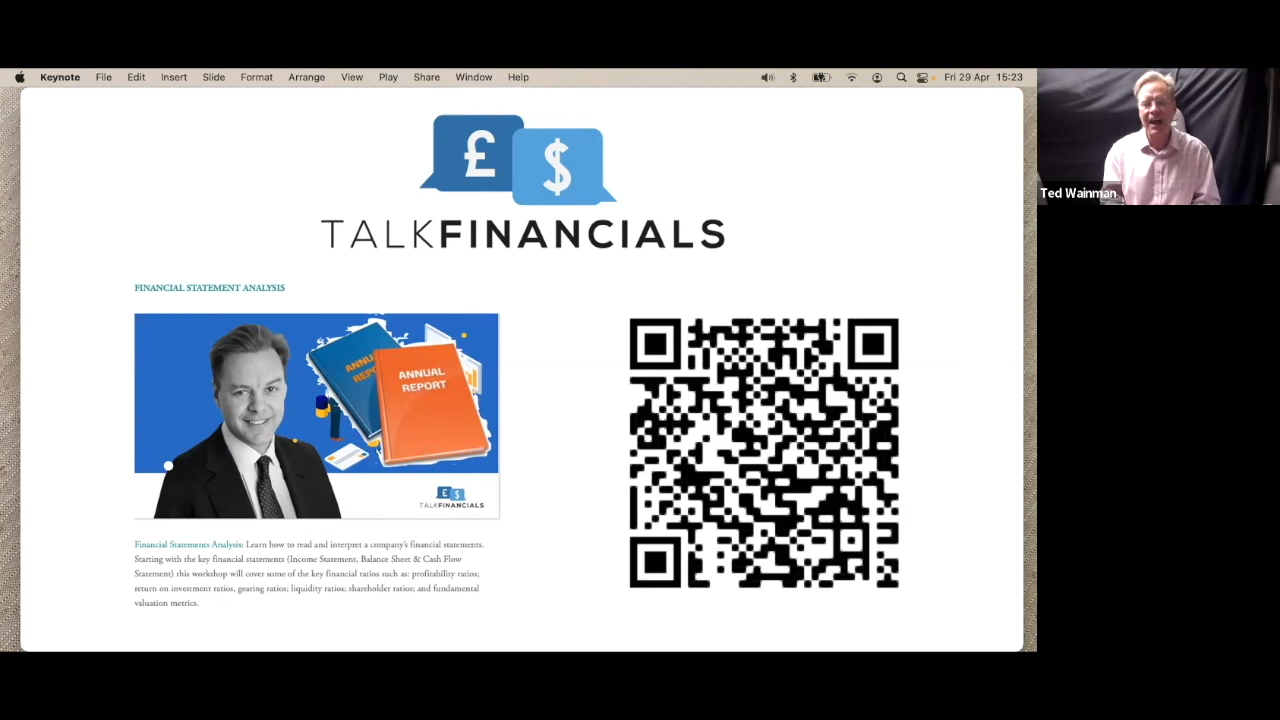 Keynote File Edit Insert Slide Format Arrange View Play Share Window Help Fri 29 Apr 15:23
£ $
TALKFINANCIALS
Ted Wainman
FINANCIAL STATEMENT ANALYSIS
ANNUAL
REPORT
TALKFINANCIALS
Financial Statements Analysis: Learn how to read and interpret a company's financial statements.
Starting with the key financial statements (Income Statement, Balance Sheet & Cash Flow
Statement) this workshop will cover some of the key financial ratios such as: profitability ratios;
return on investment ratios, gearing ratios; liquidity ratios; shareholder ratios; and fundamental
valuation metrics.